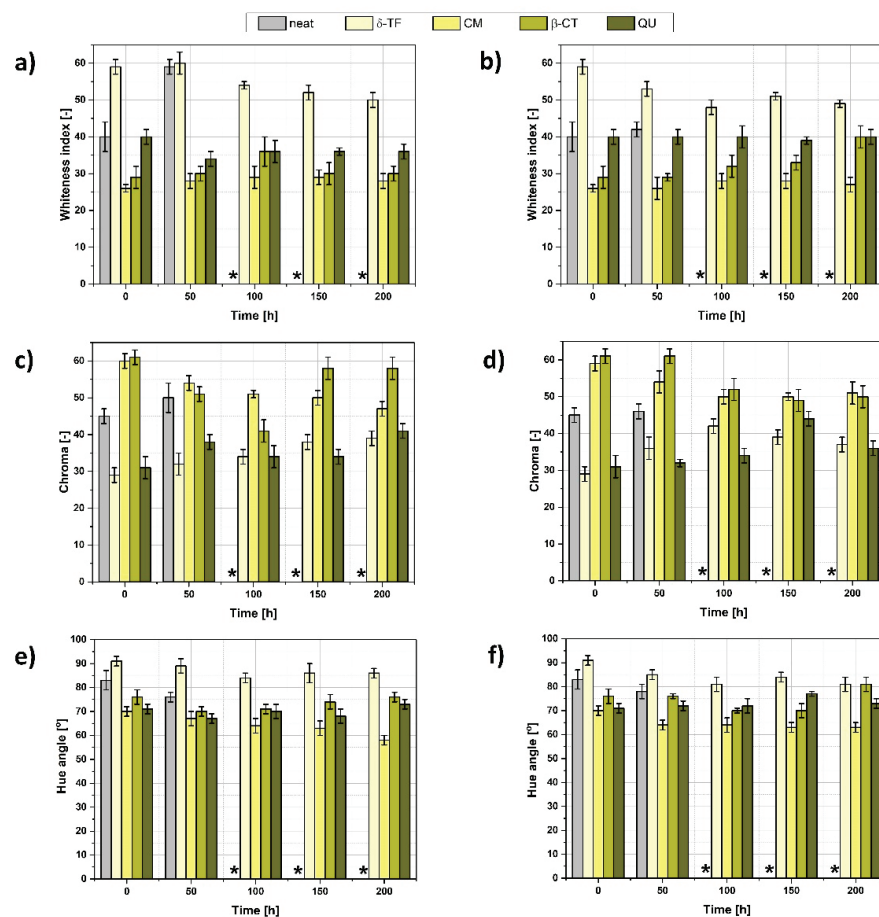 neat δ-TF CM β-CT QU
a)
Whiteness index [-]
60
50
40
30
20
10
0
* * *
0 50 100 150 200
Time [h]
b)
Whiteness index [-]
60
50
40
30
20
10
0
* * *
0 50 100 150 200
Time [h]
c)
Chroma [-]
60
50
40
30
20
10
0
* * *
0 50 100 150 200
Time [h]
d)
Chroma [-]
60
50
40
30
20
10
0
* * *
0 50 100 150 200
Time [h]
e)
Hue angle [º]
100
90
80
70
60
50
40
30
20
10
0
* * *
0 50 100 150 200
Time [h]
f)
Hue angle [º]
100
90
80
70
60
50
40
30
20
10
0
* * *
0 50 100 150 200
Time [h]